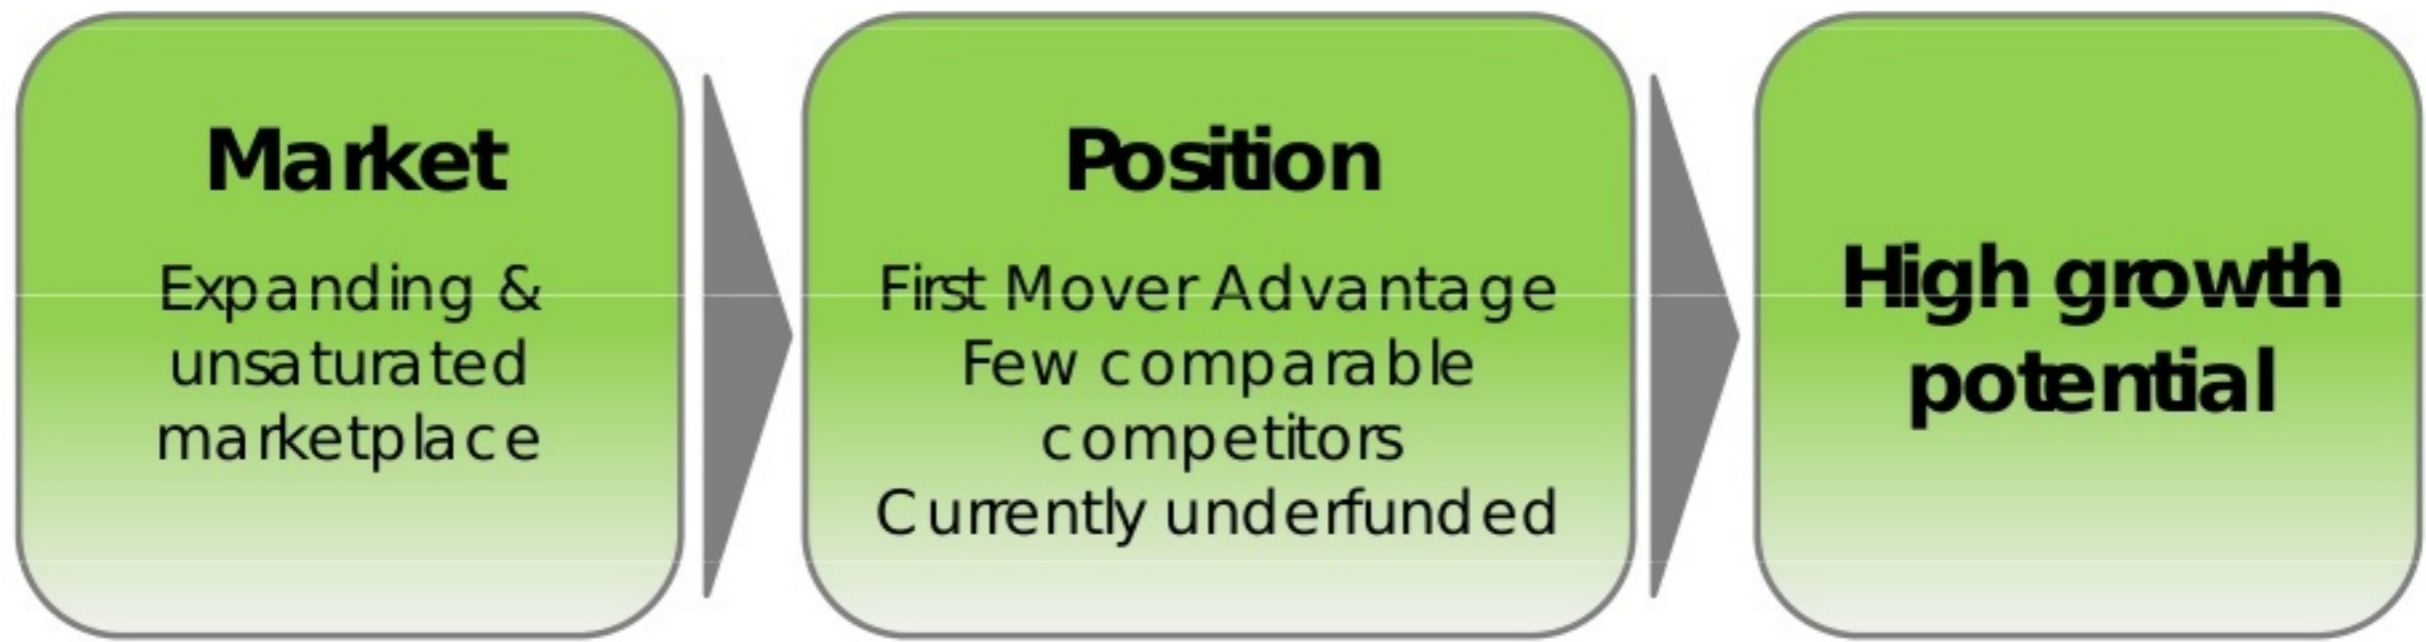 Market
Expanding &
unsaturated
marketplace
Position
First Mover Advantage
Few comparable
competitors
Currently underfunded
High growth
potential